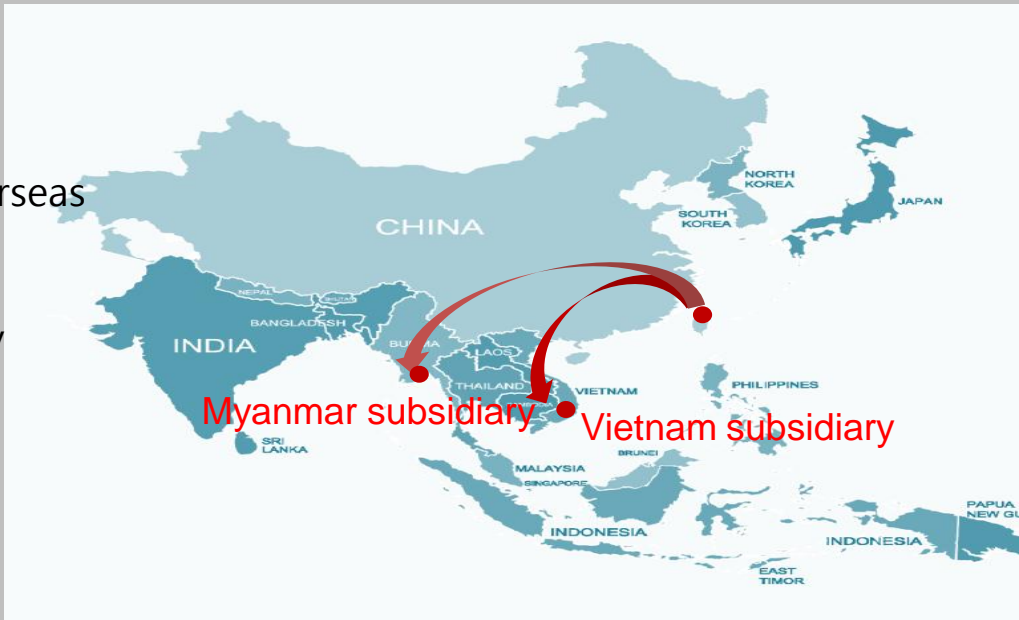 rseas
y
CHINA
NORTH
KOREA
SOUTH
KOREA
JAPAN
NEPAL
BHUTAN
BANGLADESH
INDIA
BURMA
LAOS
THAILAND
VIETNAM
PHILIPPINES
Myanmar subsidiary
Vietnam subsidiary
SRI
LANKA
BRUNEI
MALAYSIA
SINGAPORE
INDONESIA
INDONESIA
PAPUA
NEW GU
EAST
TIMOR